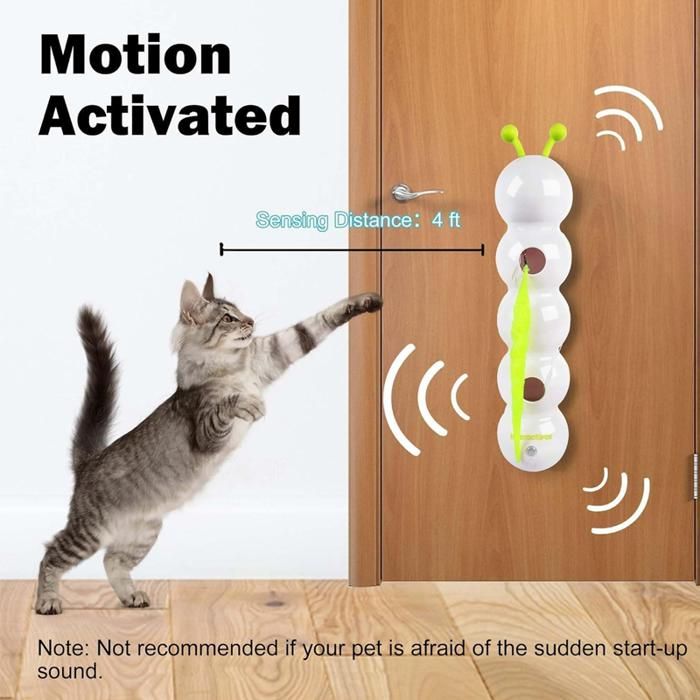 Motion
Activated
Sensing Distance: 4 ft
Note: Not recommended if your pet is afraid of the sudden start-up
sound.